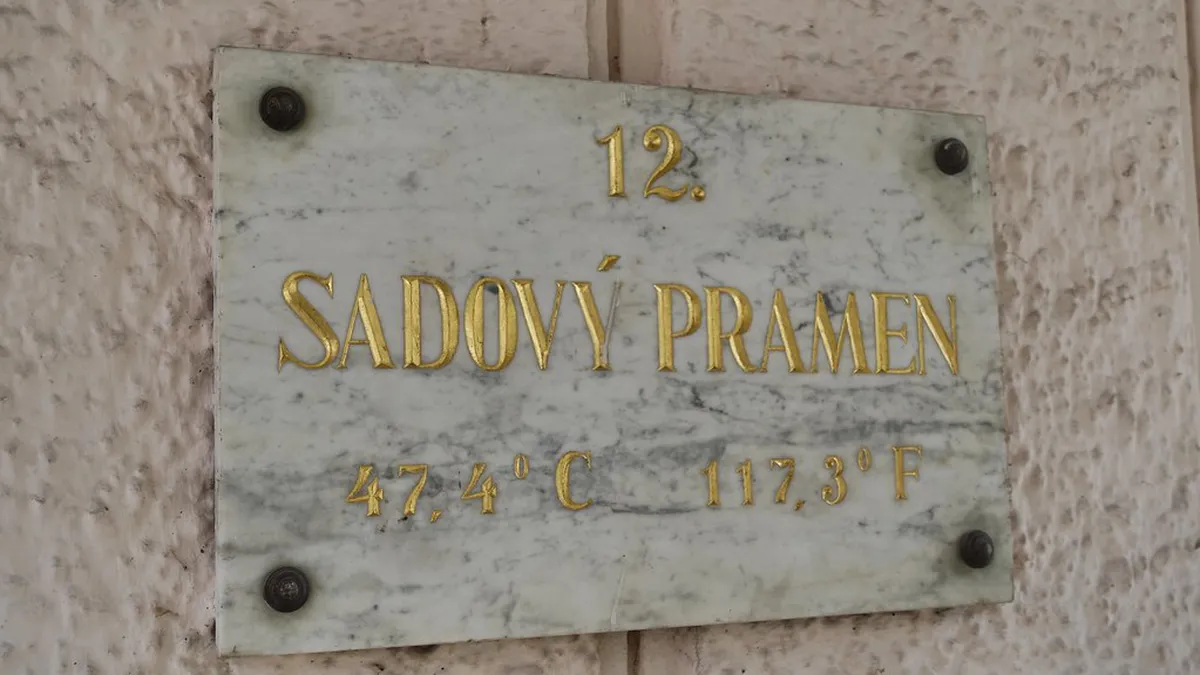 12.
SADOVÝ PRAMEN
47,4° C 117,3° F